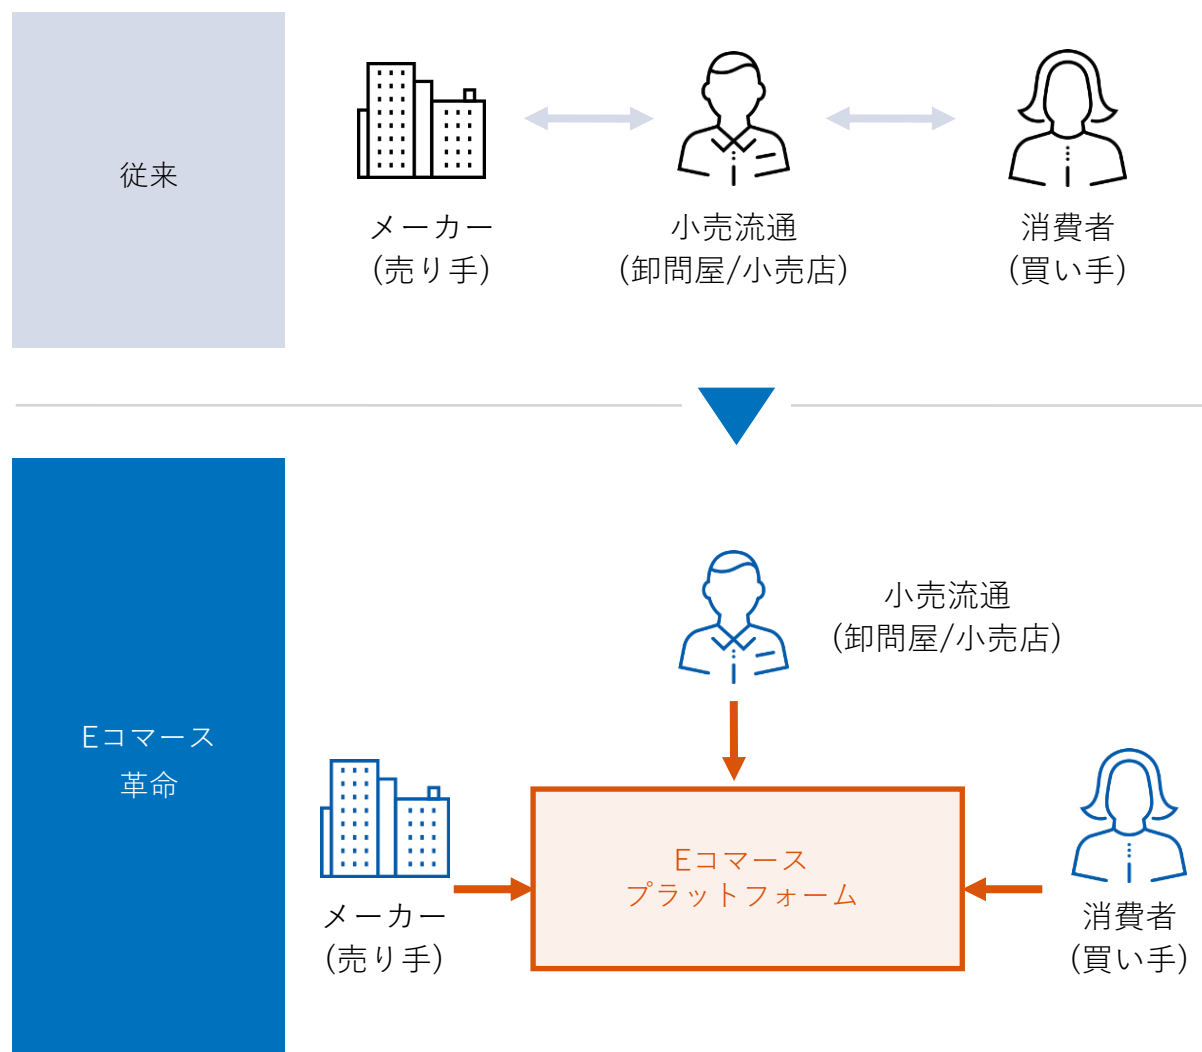 従来
メーカー
(売り手)
小売流通
(卸問屋/小売店)
消費者
(買い手)
Eコマース
革命
小売流通
(卸問屋/小売店)
メーカー
(売り手)
Eコマース
プラットフォーム
消費者
(買い手)